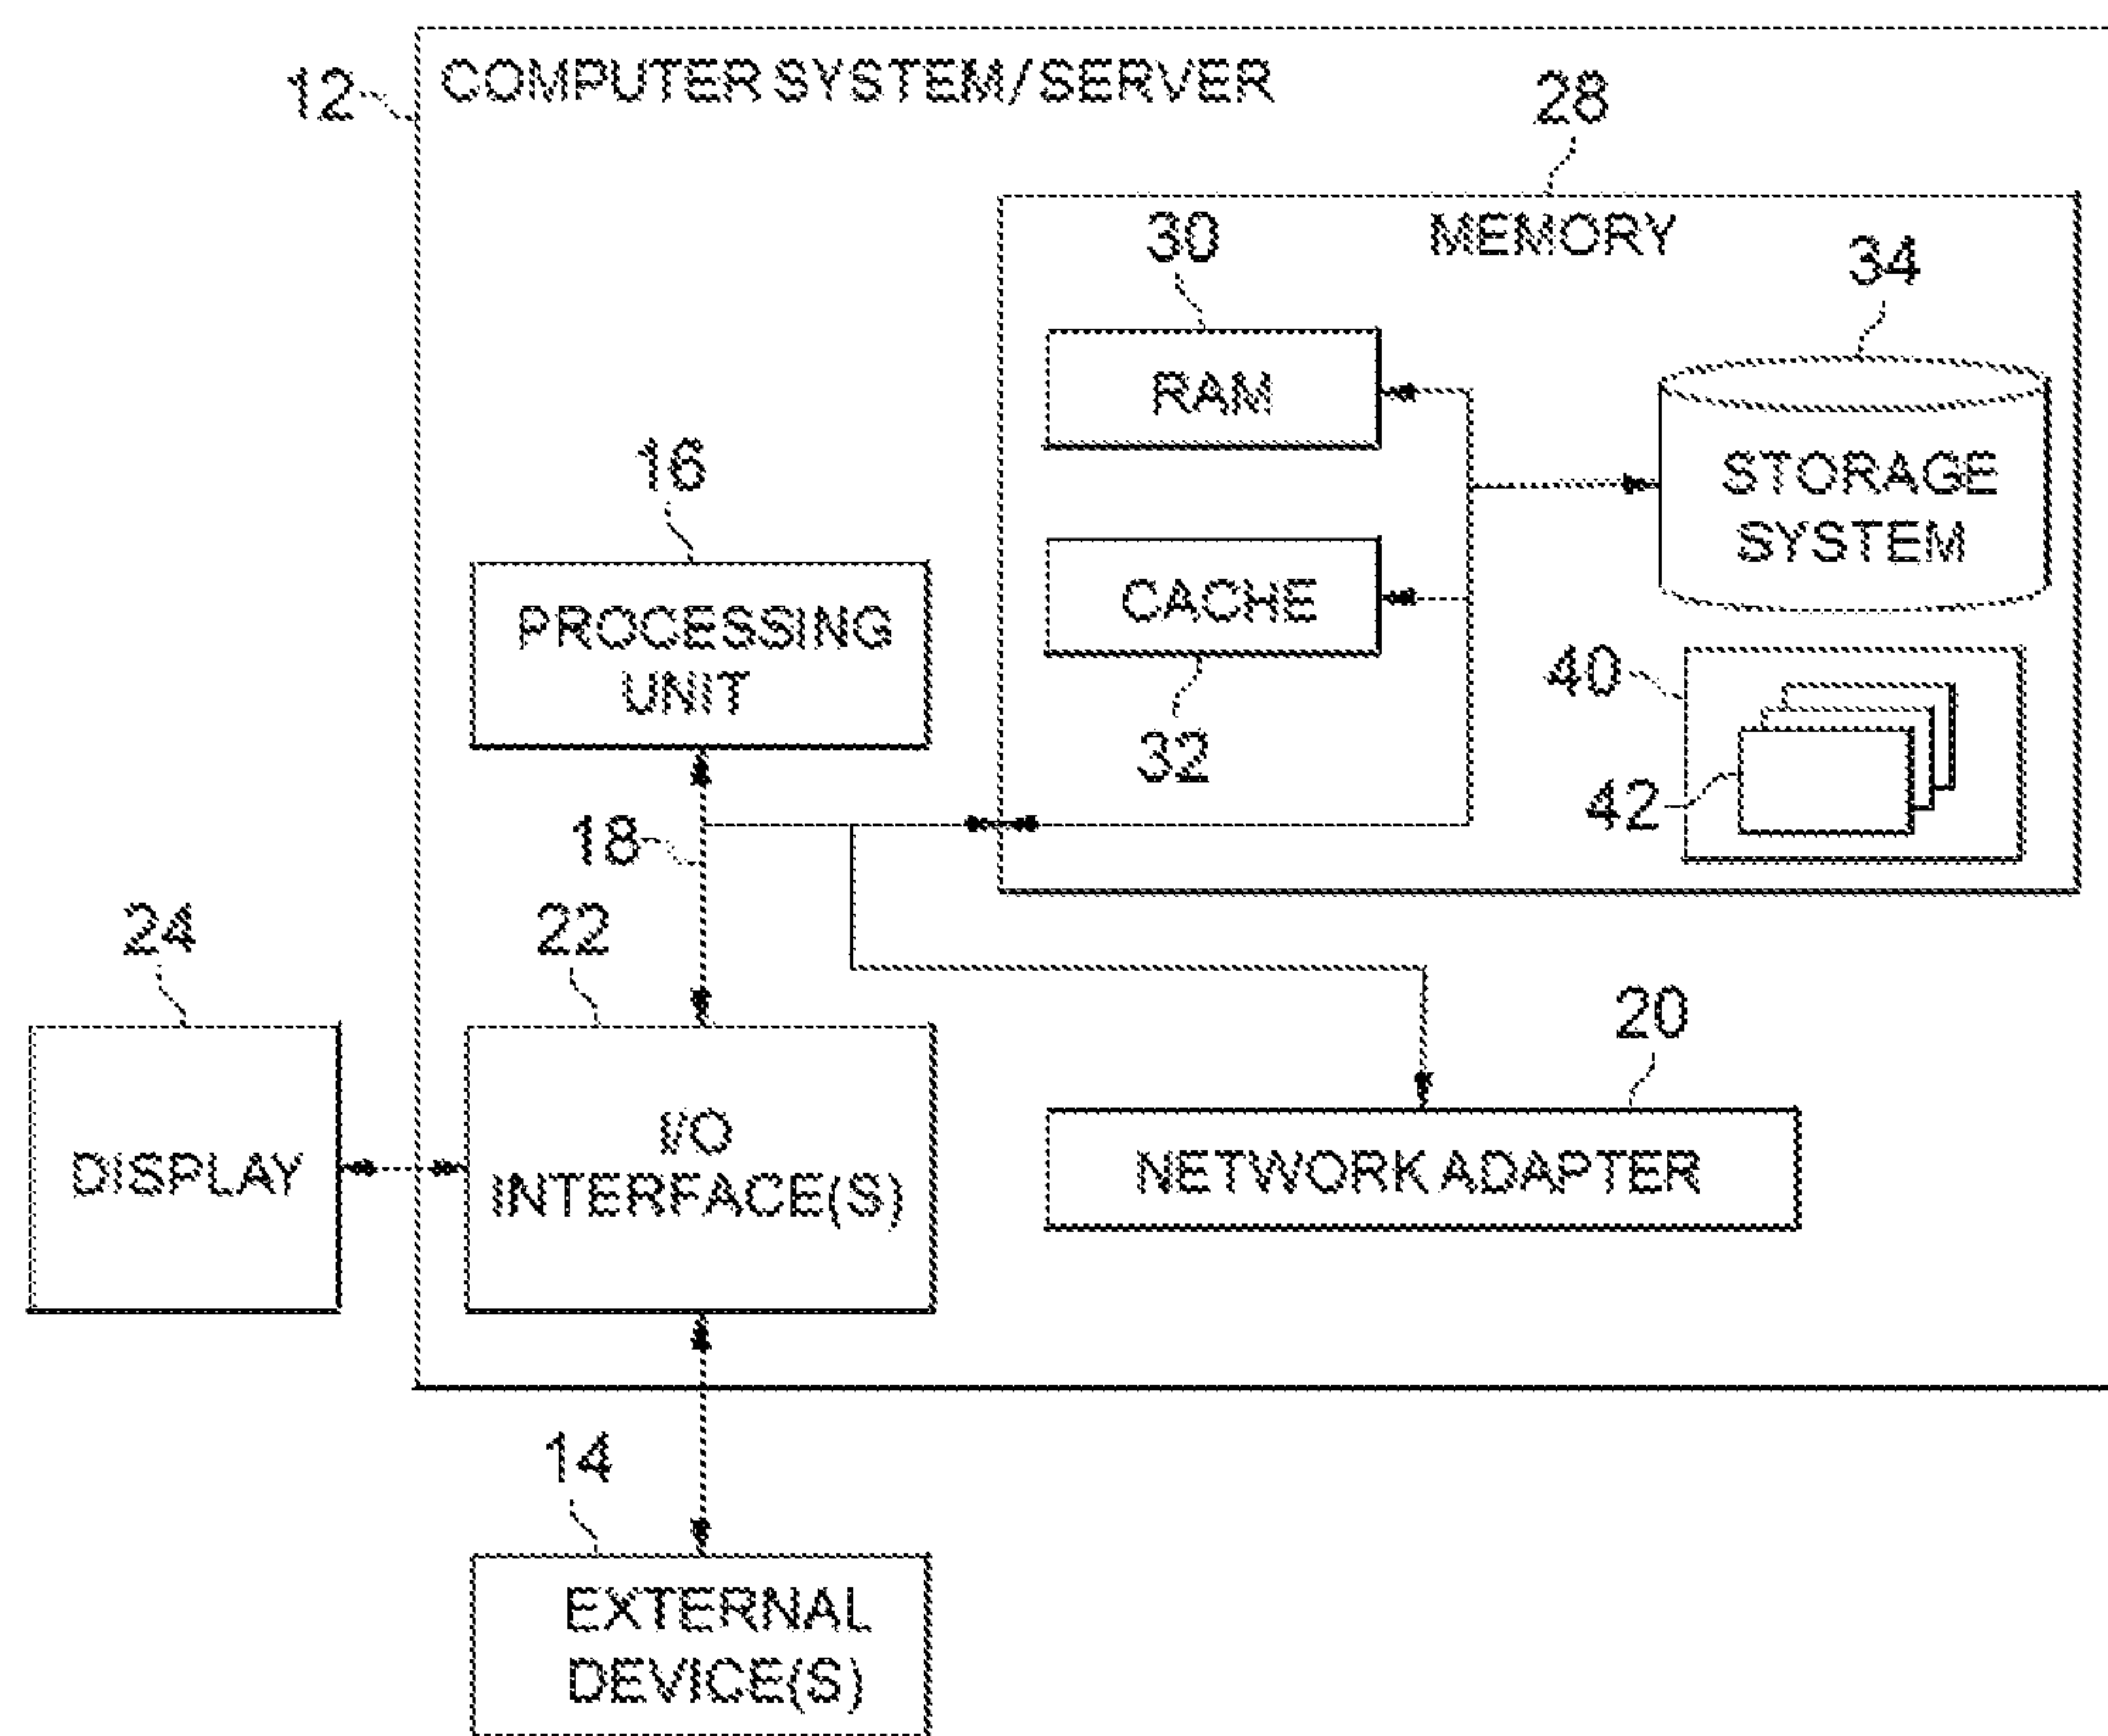 12
COMPUTER SYSTEM/SERVER
28
MEMORY
30
34
RAM
STORAGE
SYSTEM
16
PROCESSING
UNIT
CACHE
32
40
42
18
24
22
20
DISPLAY
I/O
INTERFACE(S)
NETWORK ADAPTER
14
EXTERNAL
DEVICE(S)